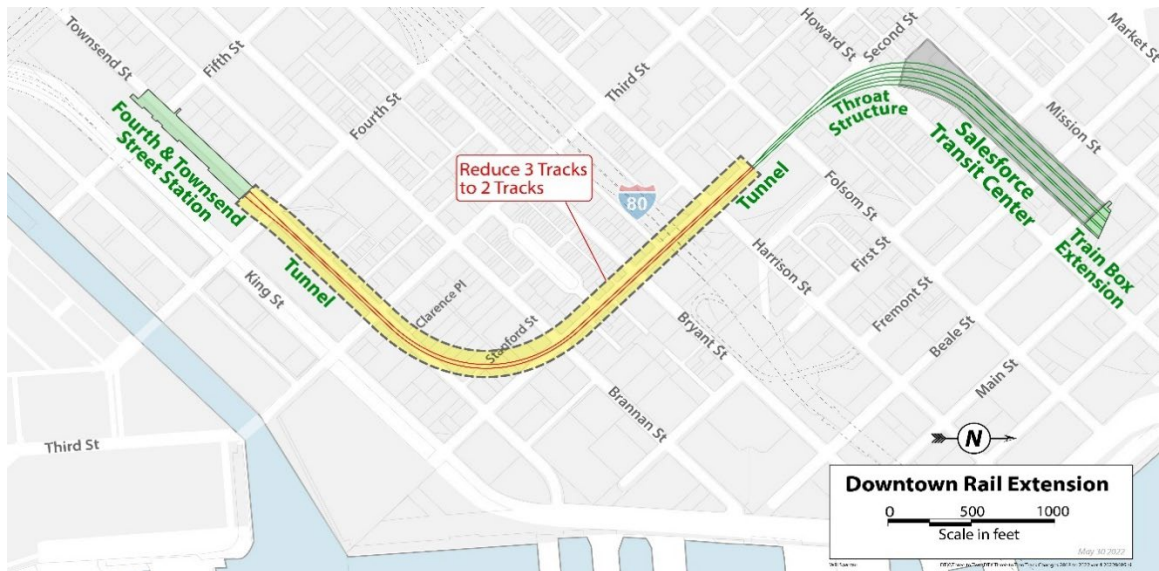 Townsend St
Fifth St
Fourth St
Third St
Howard St
Second St
Market St
Mission St
Fourth & Townsend
Street Station
Throat
Structure
Salesforce
Transit Center
Reduce 3 Tracks
to 2 Tracks
80
Tunnel
Folsom St
First St
Train Box
Extension
Harrison St
Fremont St
Tunnel
King St
Clarence Pl
Stanford St
Bryant St
Beale St
Main St
Brannan St
Third St
N
Downtown Rail Extension
0 500 1000
Scale in feet
May 30 2022